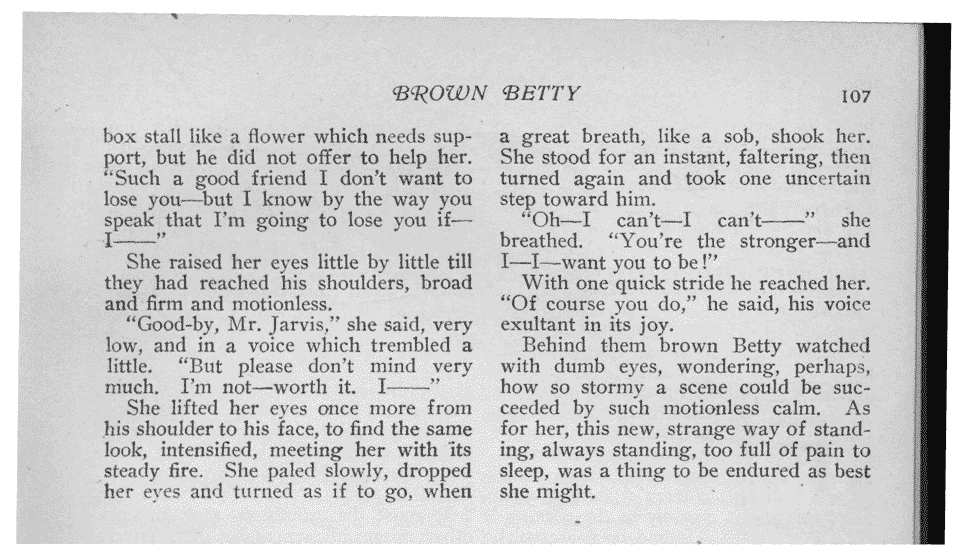 BROWN BETTY
107
box stall like a flower which needs sup-
port, but he did not offer to help her.
“Such a good friend I don’t want to
lose you—but I know by the way you
speak that I’m going to lose you if—
I——”
She raised her eyes little by little till
they had reached his shoulders, broad
and firm and motionless.
“Good-by, Mr. Jarvis,” she said, very
low, and in a voice which trembled a
little. “But please don’t mind very
much. I’m not—worth it. I——”
She lifted her eyes once more from
his shoulder to his face, to find the same
look, intensified, meeting her with its
steady fire. She paled slowly, dropped
her eyes and turned as if to go, when
a great breath, like a sob, shook her.
She stood for an instant, faltering, then
turned again and took one uncertain
step toward him.
“Oh—I can’t—I can’t——” she
breathed. “You’re the stronger—and
I—I—want you to be!”
With one quick stride he reached her.
“Of course you do,” he said, his voice
exultant in its joy.
Behind them brown Betty watched
with dumb eyes, wondering, perhaps,
how so stormy a scene could be suc-
ceeded by such motionless calm. As
for her, this new, strange way of stand-
ing, always standing, too full of pain to
sleep, was a thing to be endured as best
she might.